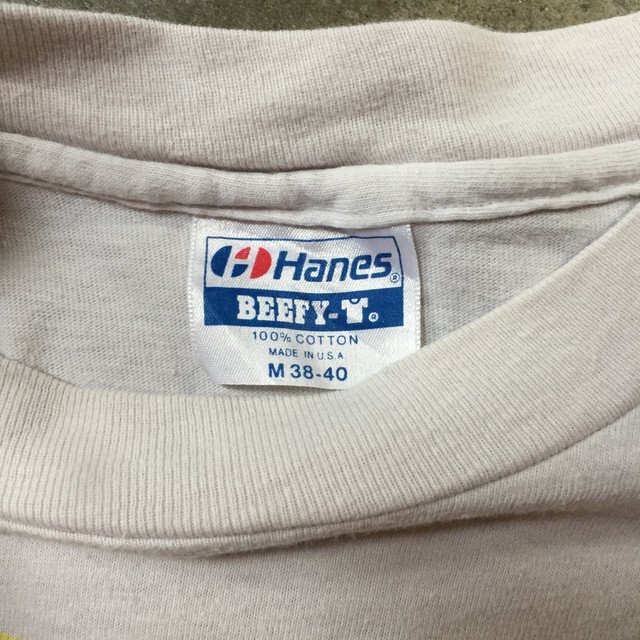 Hanes®
BEEFY-T®
100% COTTON
MADE IN U.S.A.
M 38-40